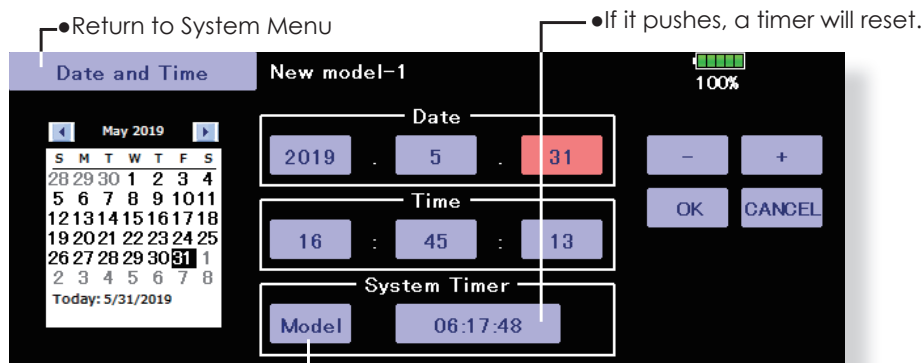 ●Return to System Menu
●If it pushes, a timer will reset.
Date and Time
New model-1
100%
May 2019
S M T W T F S
28 29 30 1 2 3 4
5 6 7 8 9 10 11
12 13 14 15 16 17 18
19 20 21 22 23 24 25
26 27 28 29 30 31 1
2 3 4 5 6 7 8
Today: 5/31/2019
Date
2019 . 5 . 31
Time
16 : 45 : 13
System Timer
Model 06:17:48
- +
OK CANCEL